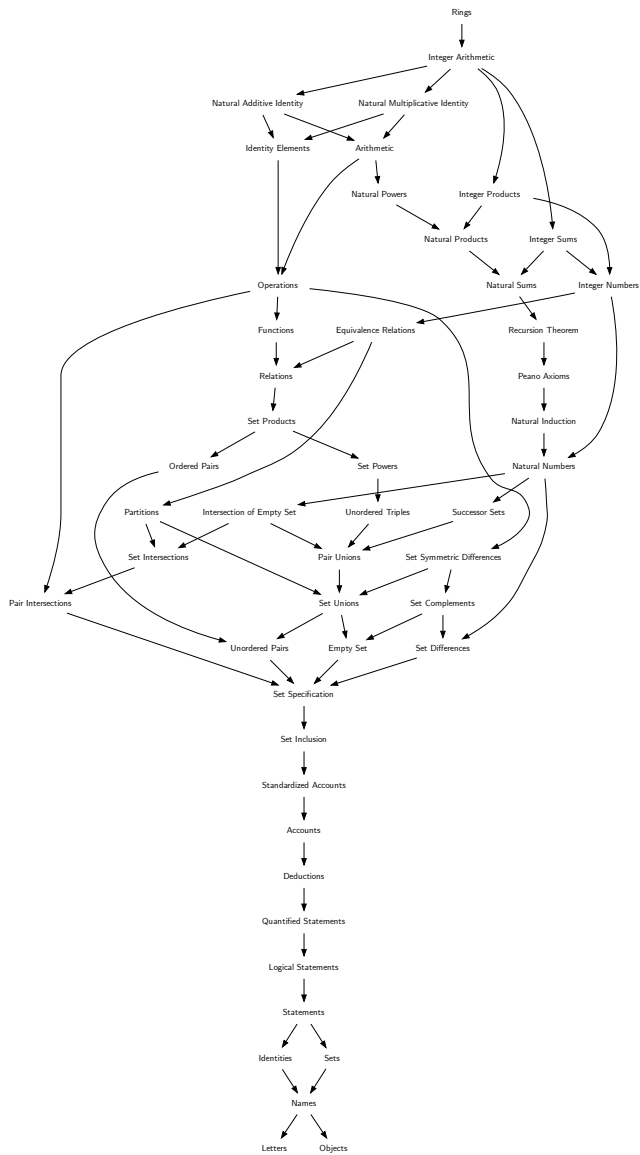 Rings
Integer Arithmetic
Natural Additive Identity
Natural Multiplicative Identity
Identity Elements
Arithmetic
Natural Powers
Integer Products
Natural Products
Integer Sums
Operations
Natural Sums
Integer Numbers
Functions
Equivalence Relations
Recursion Theorem
Relations
Peano Axioms
Set Products
Natural Induction
Ordered Pairs
Set Powers
Natural Numbers
Partitions
Intersection of Empty Set
Unordered Triples
Successor Sets
Set Intersections
Pair Unions
Set Symmetric Differences
Pair Intersections
Set Unions
Set Complements
Unordered Pairs
Empty Set
Set Differences
Set Specification
Set Inclusion
Standardized Accounts
Accounts
Deductions
Quantified Statements
Logical Statements
Statements
Identities
Sets
Names
Letters
Objects